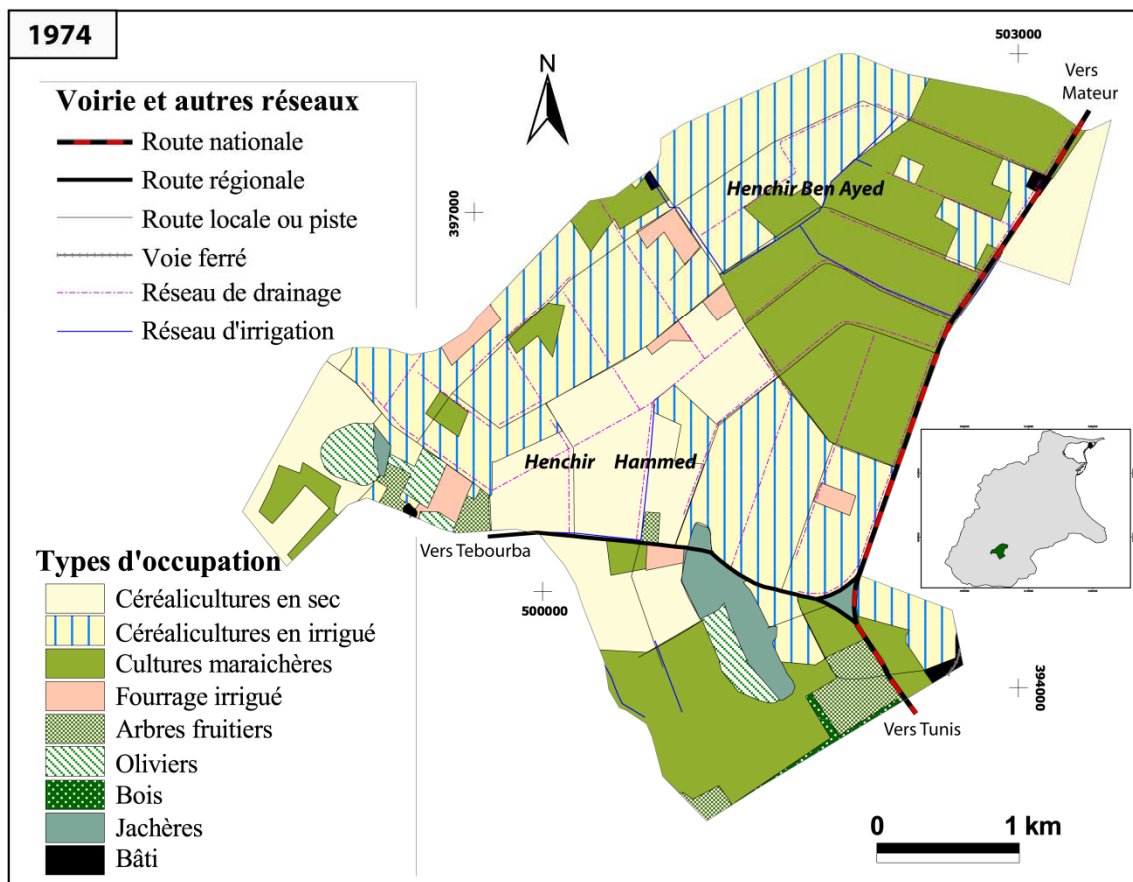 1974
Voirie et autres réseaux
Route nationale
Route régionale
Route locale ou piste
Voie ferré
Réseau de drainage
Réseau d'irrigation
N
503000
Vers
Mateur
397000
Henchir Ben Ayed
Henchir Hammed
Vers Tebourba
500000
394000
Vers Tunis
Types d'occupation
Céréalicultures en sec
Céréalicultures en irrigué
Cultures maraichères
Fourrage irrigué
Arbres fruitiers
Oliviers
Bois
Jachères
Bâti
0 1 km